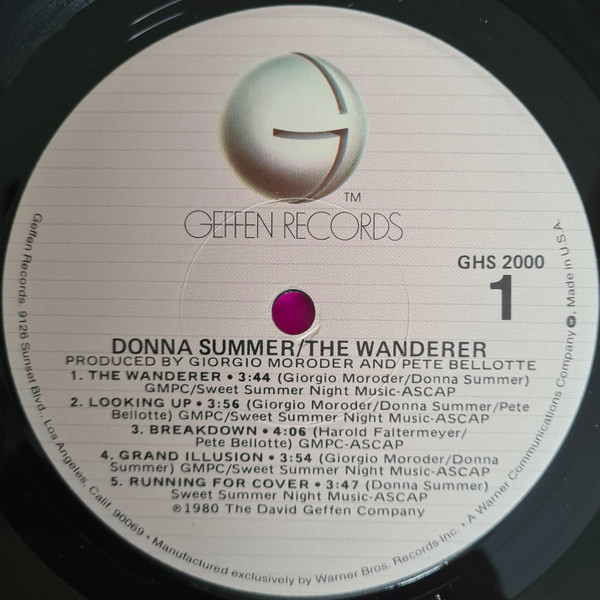 TM
GEFFEN RECORDS
GHS 2000
1
DONNA SUMMER/THE WANDERER
PRODUCED BY GIORGIO MORODER AND PETE BELLOTTE
1. THE WANDERER • 3:44 (Giorgio Moroder/Donna Summer)
GMPC/Sweet Summer Night Music-ASCAP
2. LOOKING UP • 3:56 (Giorgio Moroder/Donna Summer/Pete
Bellotte) GMPC/Sweet Summer Night Music-ASCAP
3. BREAKDOWN • 4:06 (Harold Faltermeyer/
Pete Bellotte) GMPC-ASCAP
4. GRAND ILLUSION • 3:54 (Giorgio Moroder/Donna
Summer) GMPC/Sweet Summer Night Music-ASCAP
5. RUNNING FOR COVER • 3:47 (Donna Summer)
Sweet Summer Night Music-ASCAP
℗1980 The David Geffen Company
Geffen Records, 9126 Sunset Blvd., Los Angeles, Calif. 90069 • Manufactured exclusively by Warner Bros. Records Inc. • A Warner Communications Company. Made in U.S.A.